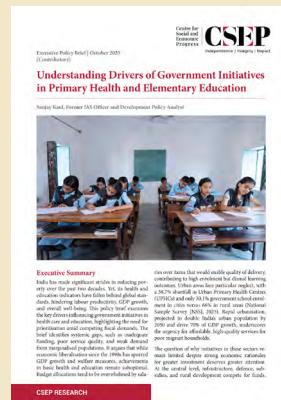 Centre for
Social and
Economic
Progress
CSEP
Independence | Integrity | Impact
Executive Policy Brief | October 2025
(Contributory)
Understanding Drivers of Government Initiatives
in Primary Health and Elementary Education
Sanjay Kaul, Former IAS Officer and Development Policy Analyst
Executive Summary
India has made significant strides in reducing pov-
erty over the past two decades. Yet, its health and
education indicators have fallen behind global stan-
dards, hindering labour productivity, GDP growth,
and overall well-being. This policy brief examines
the key drivers influencing government initiatives in
health care and education, highlighting the need for
prioritisation amid competing fiscal demands. The
brief identifies systemic gaps, such as inadequate
funding, poor service quality, and weak demand
from marginalised populations. It argues that while
economic liberalisation since the 1990s has spurred
GDP growth and welfare measures, achievements
in basic health and education remain suboptimal.
Budget allocations tend to be overwhelmed by sala-
ries over items that would enable quality of delivery,
contributing to high enrolment but dismal learning
outcomes. Urban areas face particular neglect, with
a 36.7% shortfall in Urban Primary Health Centres
(UPHCs) and only 30.1% government school enrol-
ment in cities versus 66% in rural areas (National
Sample Survey [NSS], 2025). Rapid urbanisation,
projected to double India's urban population by
2050 and drive 70% of GDP growth, underscores
the urgency for affordable, high-quality services for
poor migrant households.
The question of why initiatives in these sectors re-
main limited despite strong economic rationales
for greater investment deserves greater attention.
At the central level, infrastructure, defence, sub-
sidies, and rural development compete for funds.
CSEP RESEARCH